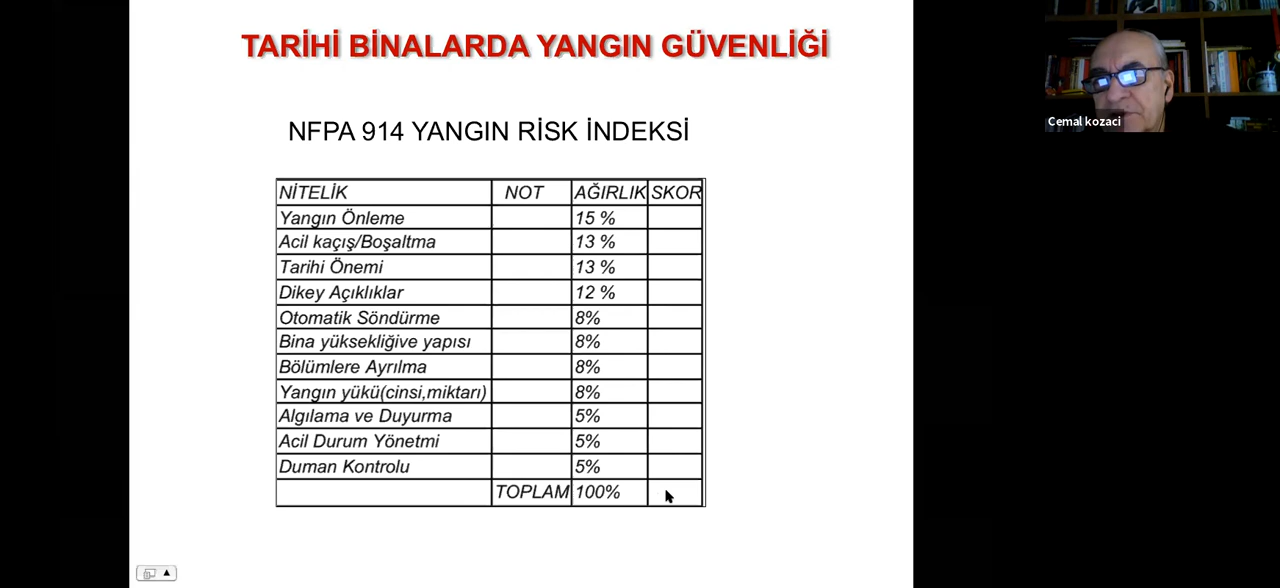 TARİHİ BİNALARDA YANGIN GÜVENLİĞİ
NFPA 914 YANGIN RİSK İNDEKSİ
NİTELİK NOT AĞIRLIK SKOR
Yangın Önleme 15 %
Acil kaçış/Boşaltma 13 %
Tarihi Önemi 13 %
Dikey Açıklıklar 12 %
Otomatik Söndürme 8%
Bina yüksekliğive yapısı 8%
Bölümlere Ayrılma 8%
Yangın yükü(cinsi,miktarı) 8%
Algılama ve Duyurma 5%
Acil Durum Yönetmi 5%
Duman Kontrolu 5%
TOPLAM 100%
Cemal kozaci